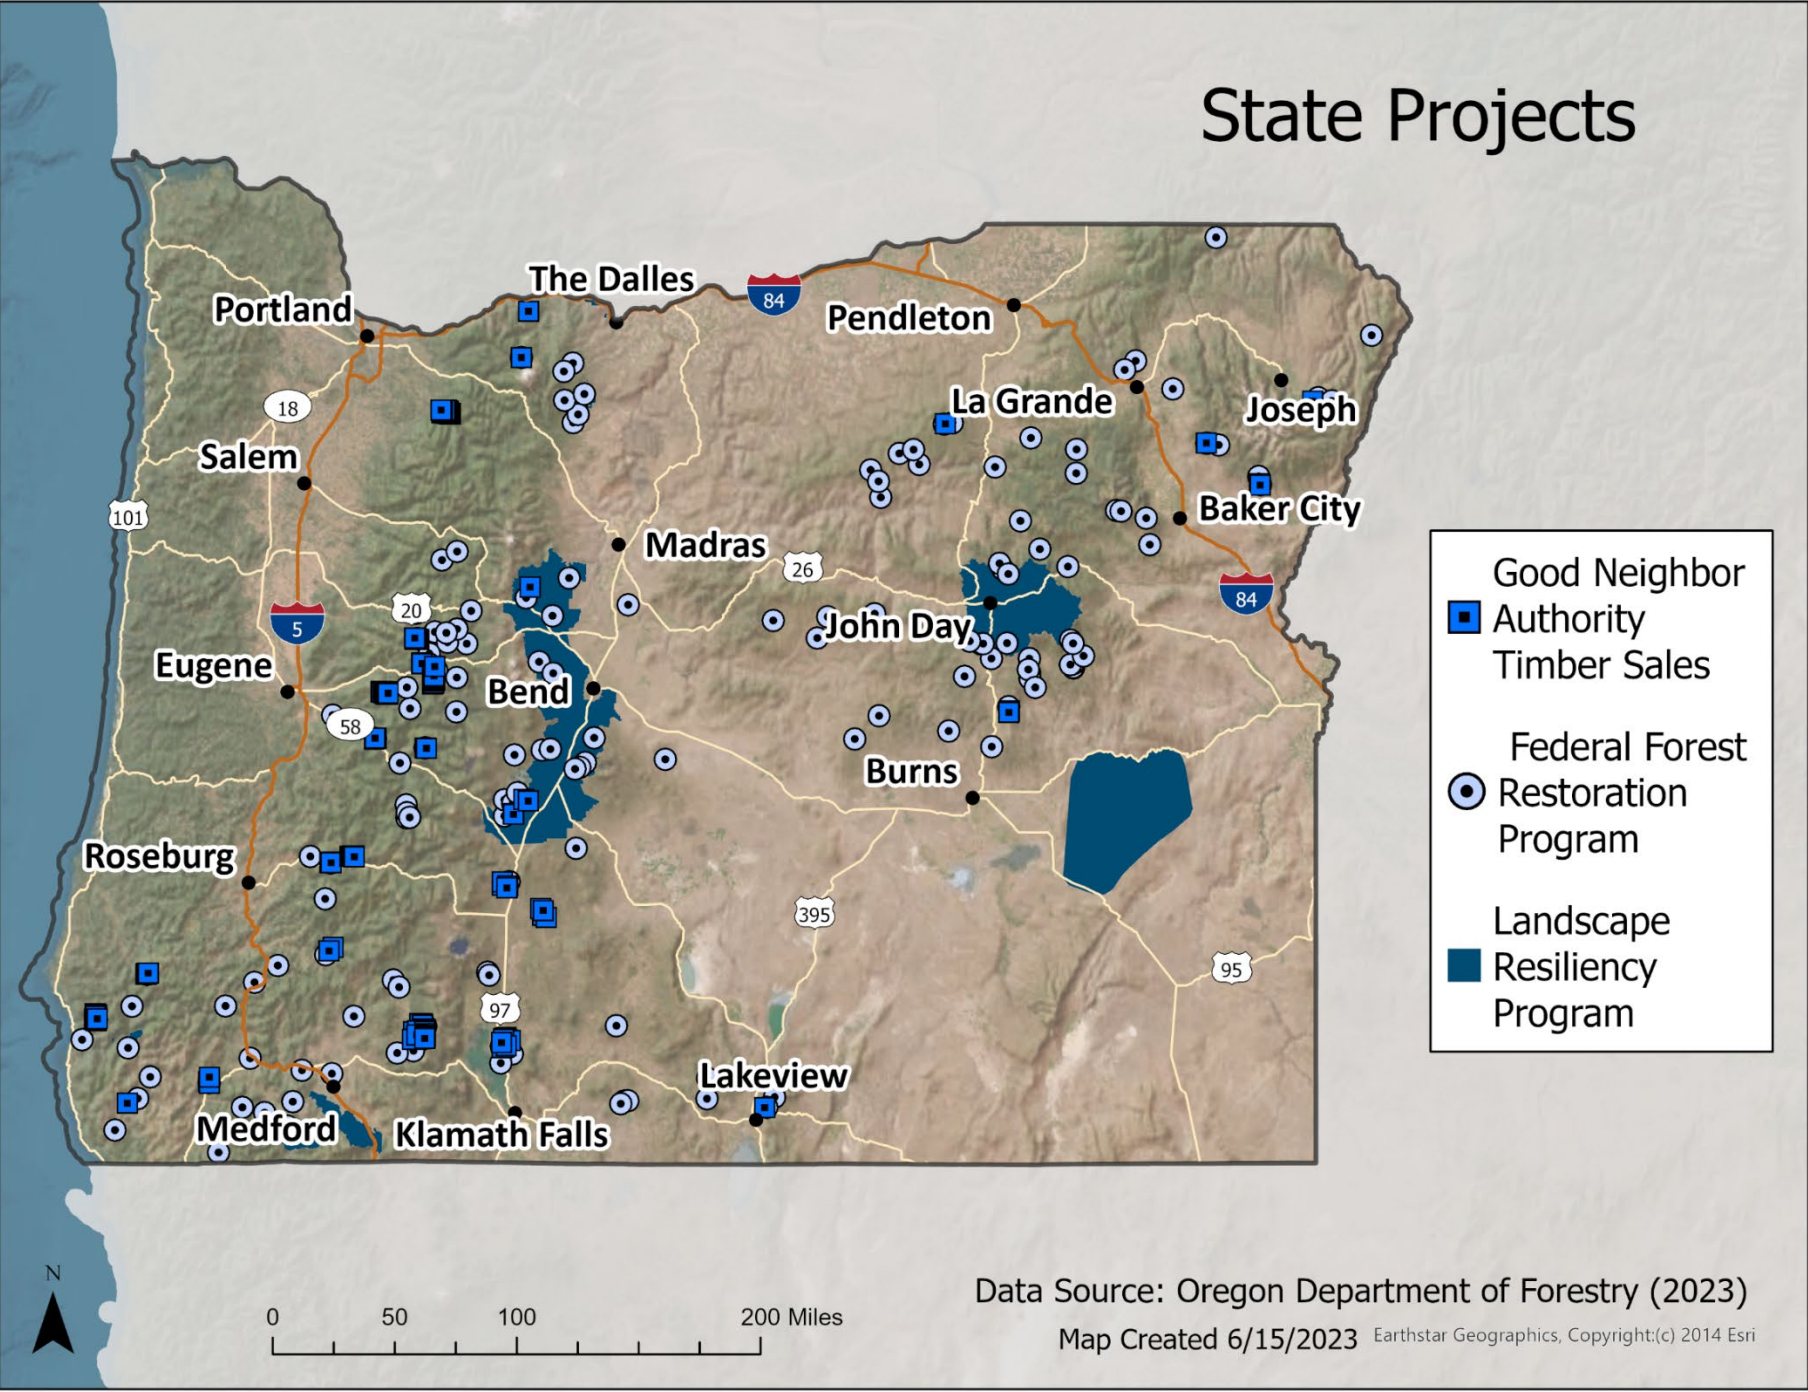 State Projects
The Dalles
84
Portland
Pendleton
18
La Grande
Joseph
Salem
101
Baker City
Madras
26
20
84
5
John Day
Eugene
Bend
58
Burns
Roseburg
395
95
97
Lakeview
Medford
Klamath Falls
Good Neighbor
Authority
Timber Sales
Federal Forest
Restoration
Program
Landscape
Resiliency
Program
N
0 50 100 200 Miles
Data Source: Oregon Department of Forestry (2023)
Map Created 6/15/2023 Earthstar Geographics, Copyright:(c) 2014 Esri